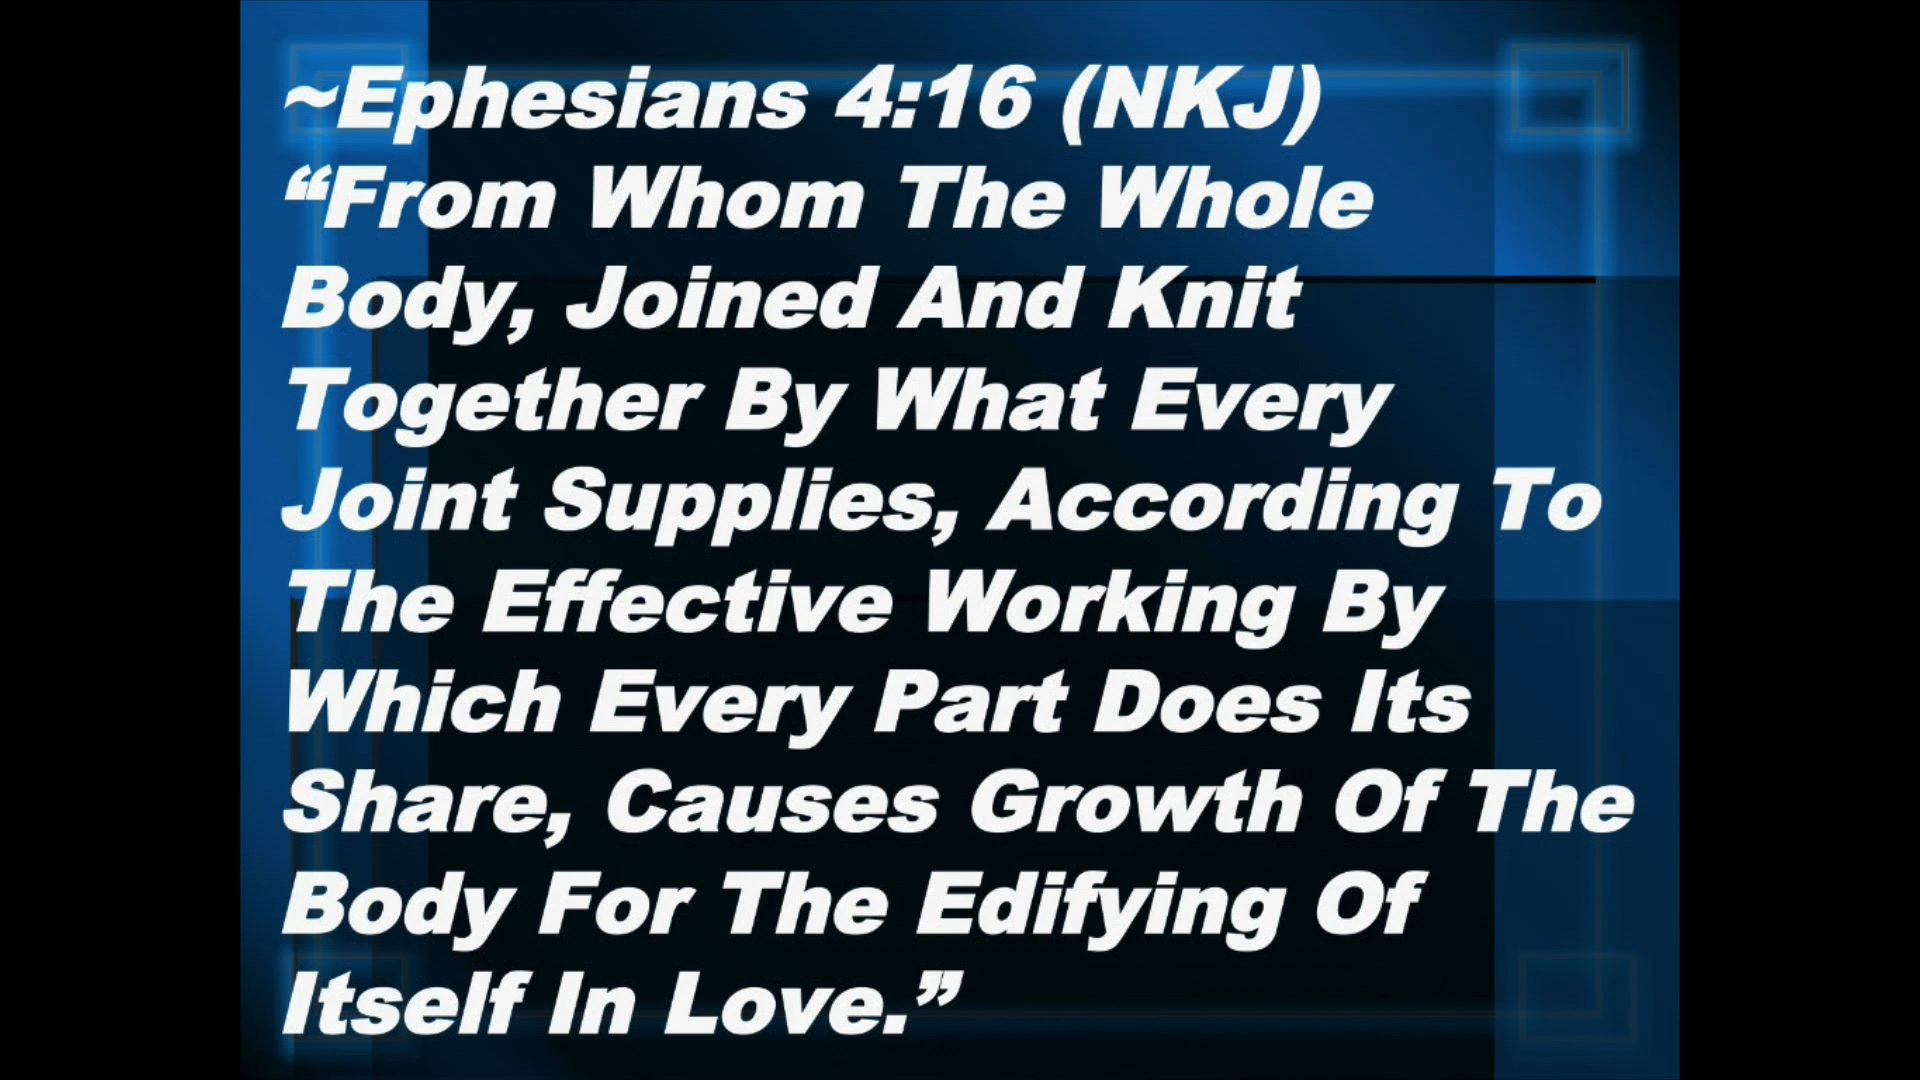 ~Ephesians 4:16 (NKJ)
“From Whom The Whole
Body, Joined And Knit
Together By What Every
Joint Supplies, According To
The Effective Working By
Which Every Part Does Its
Share, Causes Growth Of The
Body For The Edifying Of
Itself In Love.”